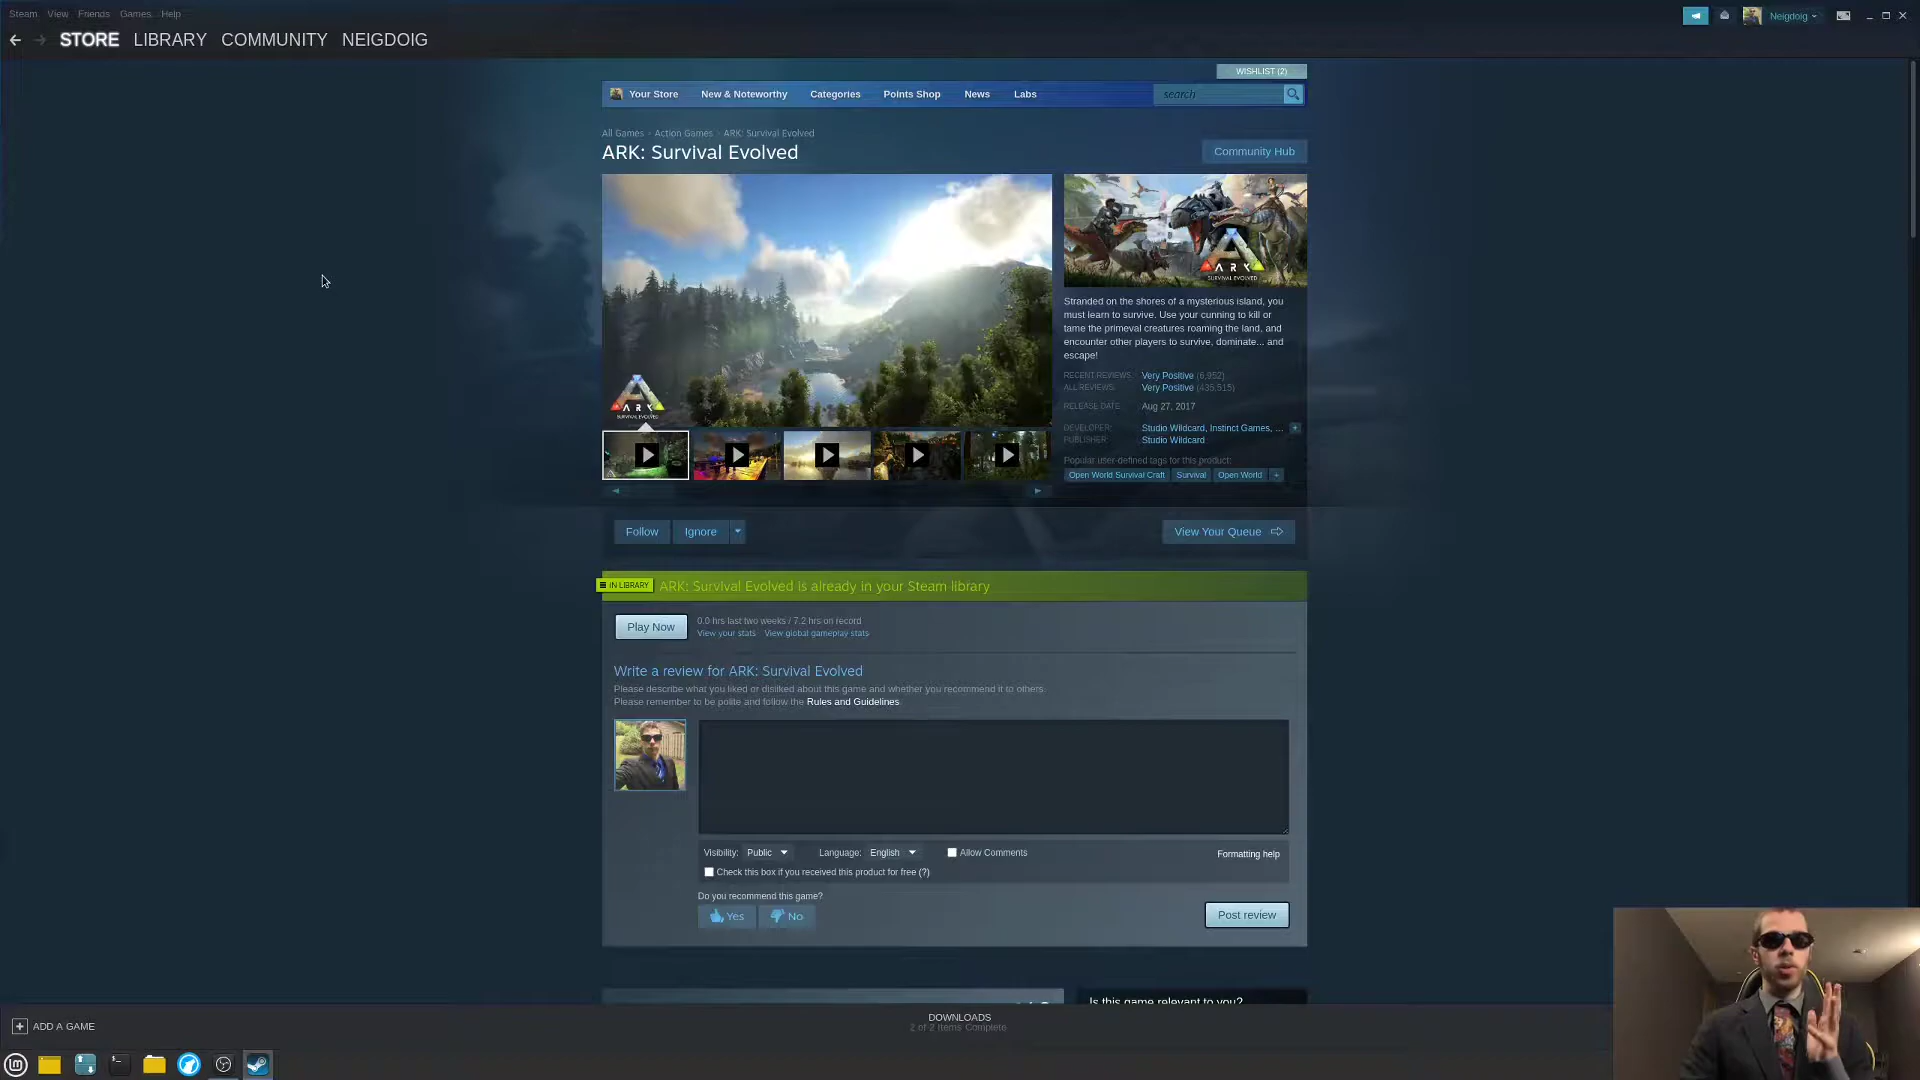 Steam View Friends Games Help
Neigdoig
STORE LIBRARY COMMUNITY NEIGDOIG
WISHLIST (2)
Your Store New & Noteworthy Categories Points Shop News Labs search
All Games › Action Games › ARK: Survival Evolved
ARK: Survival Evolved
Community Hub
ARK
SURVIVAL EVOLVED
ARK
SURVIVAL EVOLVED
Stranded on the shores of a mysterious island, you
must learn to survive. Use your cunning to kill or
tame the primeval creatures roaming the land, and
encounter other players to survive, dominate... and
escape!
RECENT REVIEWS: Very Positive (6,952)
ALL REVIEWS: Very Positive (435,515)
RELEASE DATE: Aug 27, 2017
DEVELOPER: Studio Wildcard, Instinct Games, ... +
PUBLISHER: Studio Wildcard
Popular user-defined tags for this product:
Open World Survival Craft Survival Open World +
Follow Ignore View Your Queue
IN LIBRARY ARK: Survival Evolved is already in your Steam library
Play Now
0.0 hrs last two weeks / 7.2 hrs on record
View your stats View global gameplay stats
Write a review for ARK: Survival Evolved
Please describe what you liked or disliked about this game and whether you recommend it to others.
Please remember to be polite and follow the Rules and Guidelines.
Visibility: Public Language: English Allow Comments Formatting help
Check this box if you received this product for free (?)
Do you recommend this game?
Yes No Post review
Is this game relevant to you?
+ ADD A GAME
DOWNLOADS
2 of 2 Items Complete